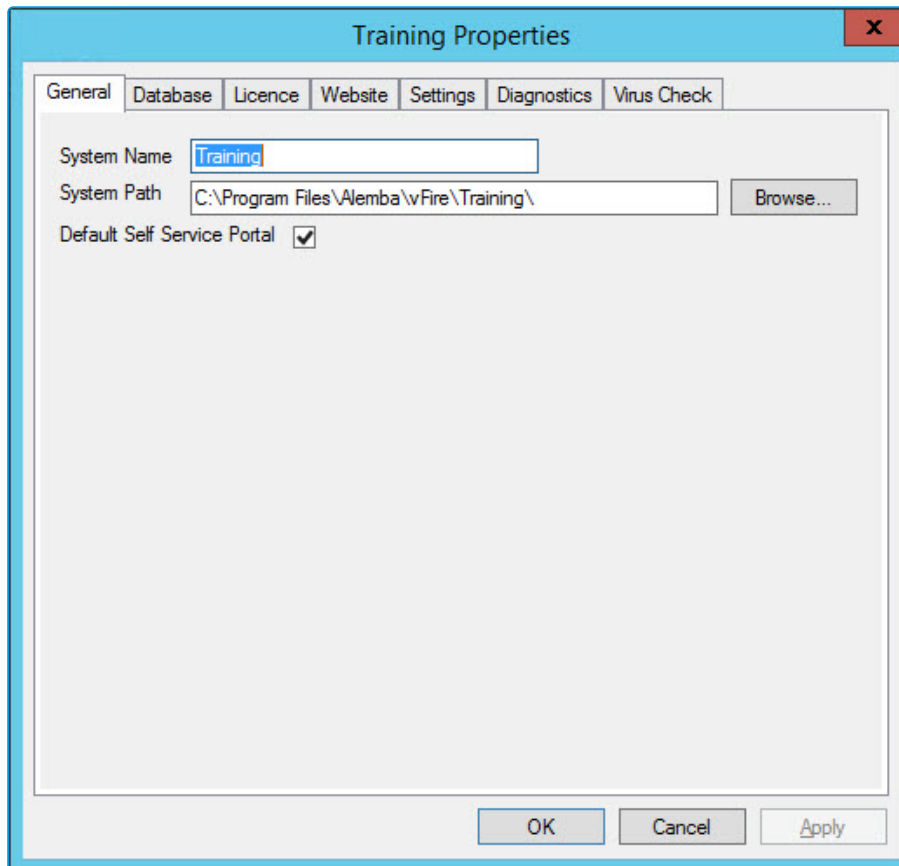 Training Properties
x
General Database Licence Website Settings Diagnostics Virus Check
System Name Training
System Path C:\Program Files\Alemba\vFire\Training\ Browse...
Default Self Service Portal
OK Cancel Apply